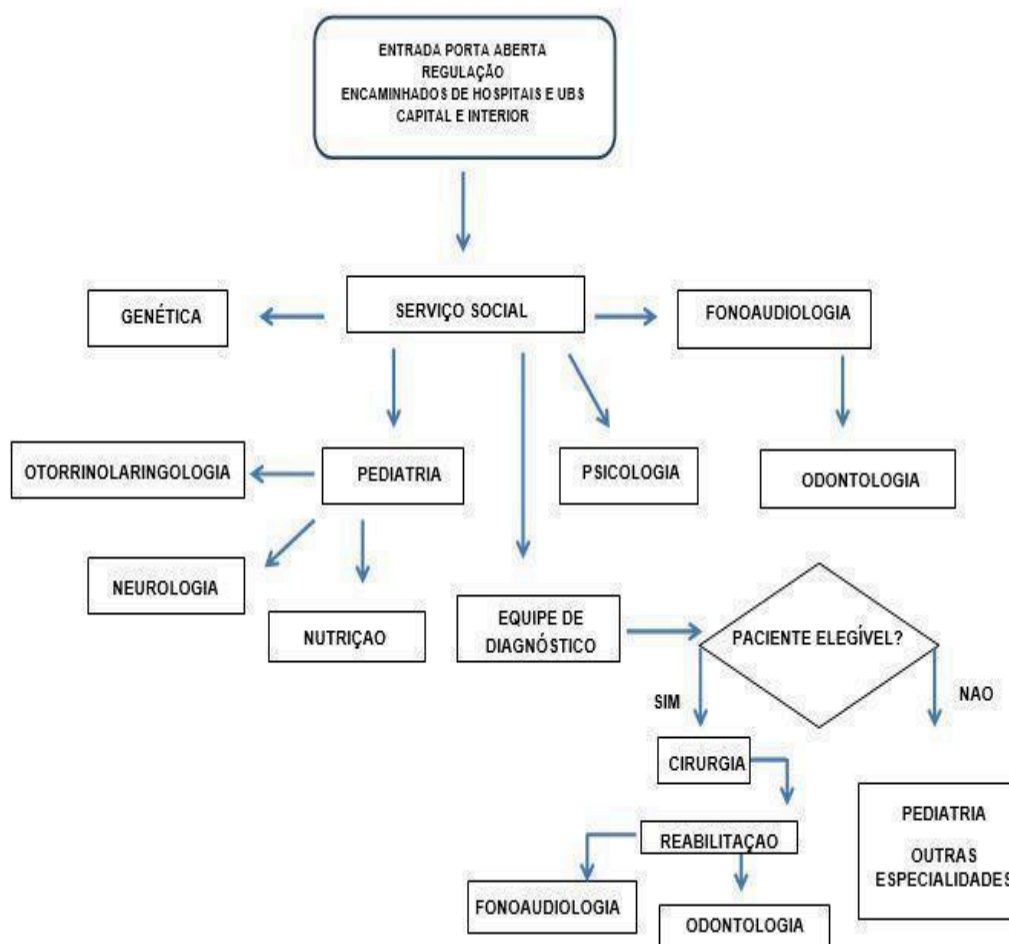 ENTRADA PORTA ABERTA
REGULAÇÃO
ENCAMINHADOS DE HOSPITAIS E UBS
CAPITAL E INTERIOR
GENÉTICA
SERVIÇO SOCIAL
FONOAUDIOLOGIA
OTORRINOLARINGOLOGIA
PEDIATRIA
PSICOLOGIA
ODONTOLOGIA
NEUROLOGIA
NUTRIÇAO
EQUIPE DE
DIAGNÓSTICO
PACIENTE ELEGÍVEL?
SIM
NAO
CIRURGIA
PEDIATRIA
OUTRAS
ESPECIALIDADES
REABILITAÇAO
FONOAUDIOLOGIA
ODONTOLOGIA